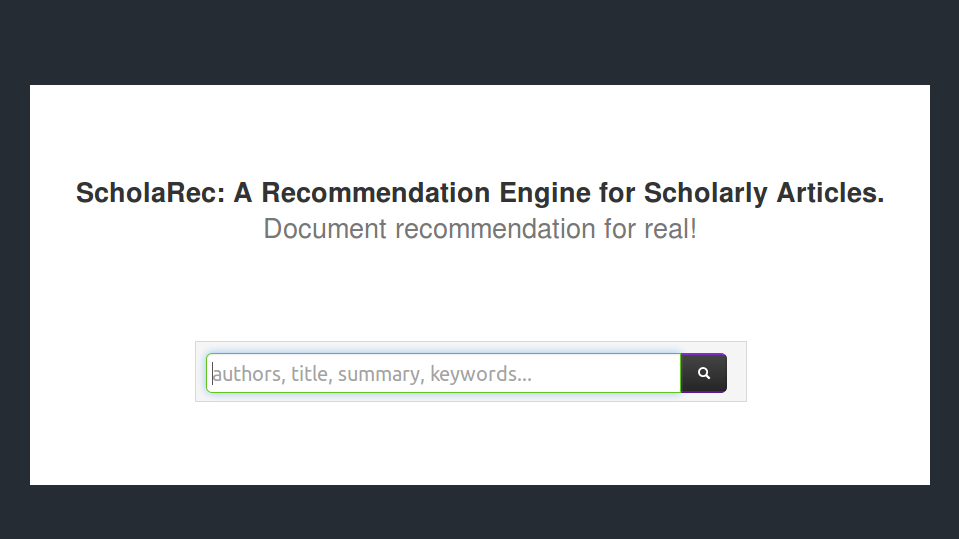 ScholaRec: A Recommendation Engine for Scholarly Articles.
Document recommendation for real!
authors, title, summary, keywords...